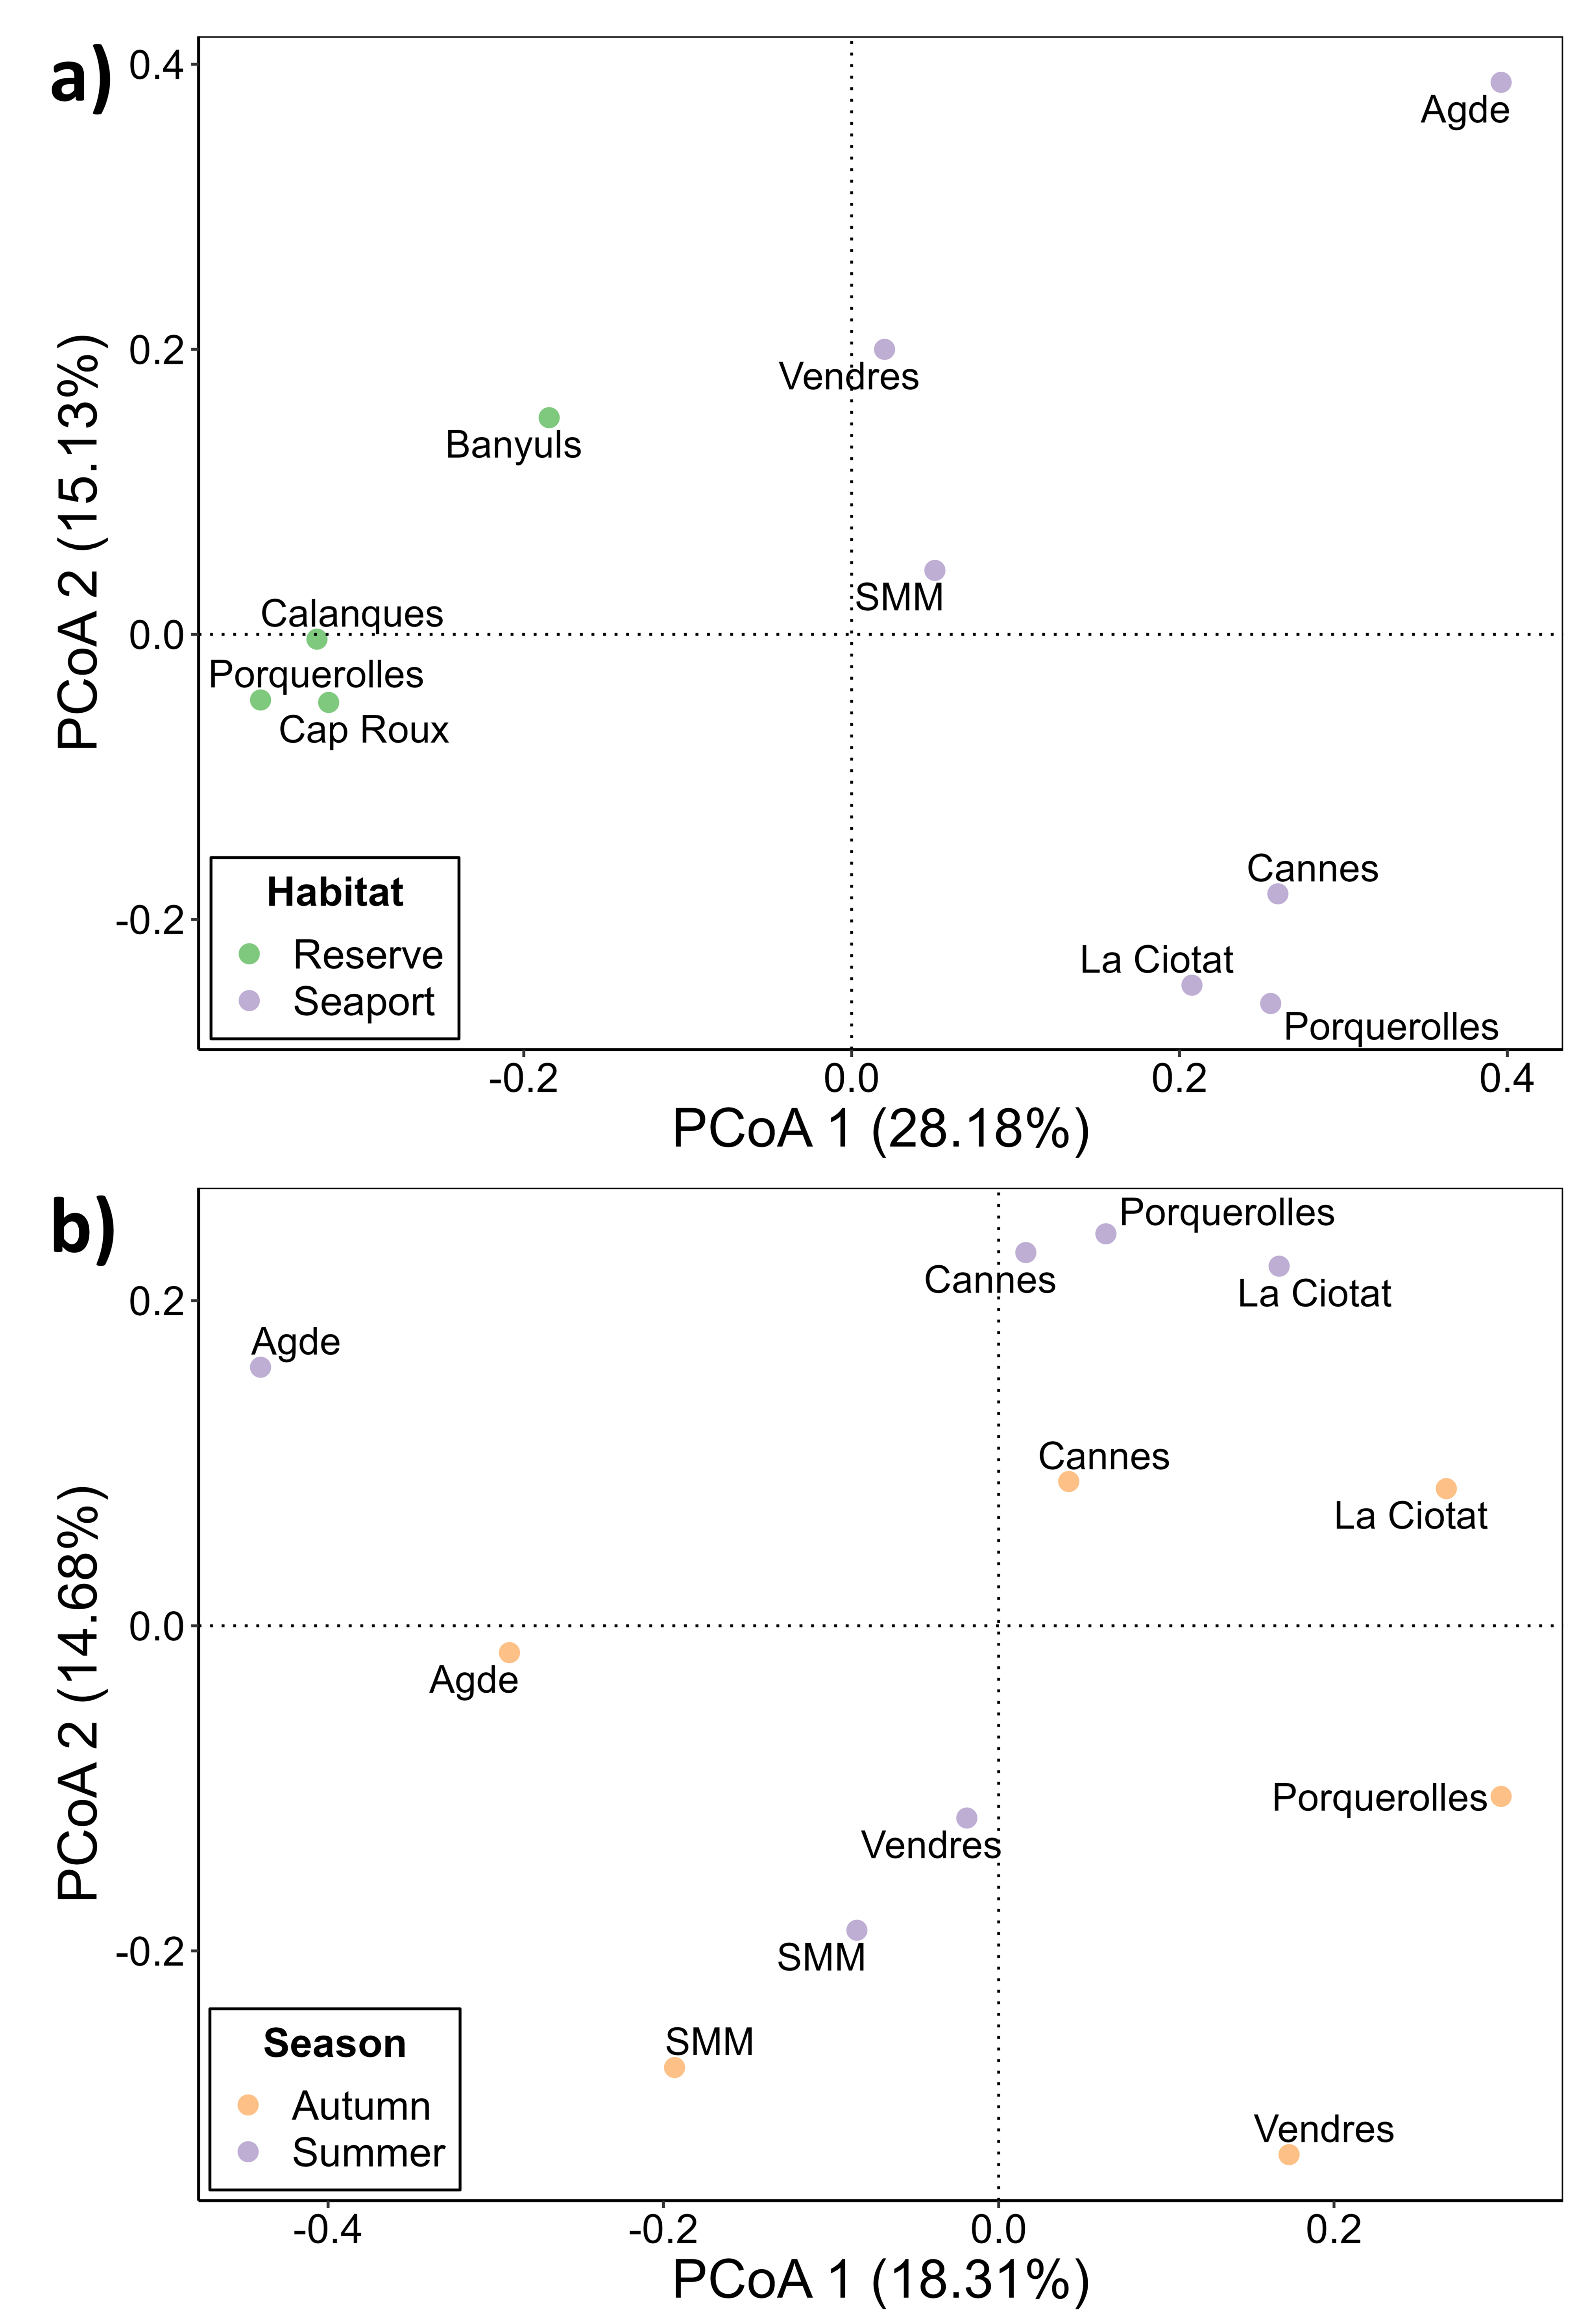 a)
0.4
Agde
0.2
Vendres
Banyuls
SMM
Calanques
0.0
Porquerolles
Cap Roux
Cannes
-0.2
La Ciotat
Porquerolles
Habitat
Reserve
Seaport
-0.2 0.0 0.2 0.4
PCoA 1 (28.18%)
PCoA 2 (15.13%)
b)
Porquerolles
Cannes
La Ciotat
0.2
Agde
Cannes
La Ciotat
0.0
Agde
Porquerolles
Vendres
-0.2
SMM
SMM
Vendres
Season
Autumn
Summer
-0.4 -0.2 0.0 0.2
PCoA 1 (18.31%)
PCoA 2 (14.68%)